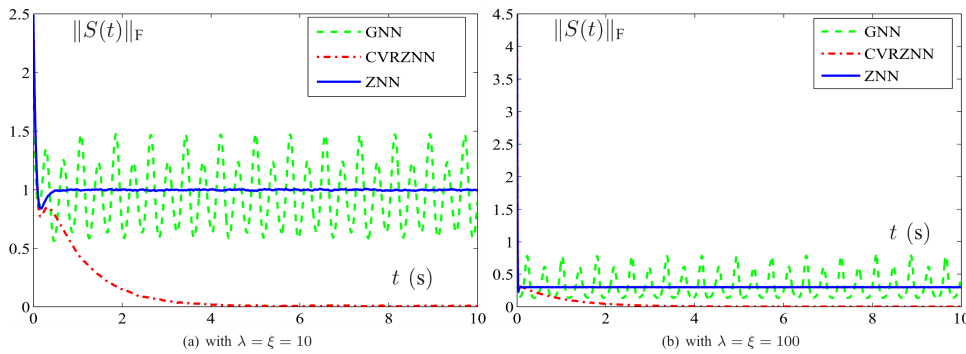 ‖S(t)‖F
GNN
CVRZNN
ZNN
2.5
2
1.5
1
0.5
0
t (s)
0 2 4 6 8 10
(a) with λ = ξ = 10
‖S(t)‖F
GNN
CVRZNN
ZNN
4.5
4
3.5
3
2.5
2
1.5
1
0.5
0
t (s)
0 2 4 6 8 10
(b) with λ = ξ = 100